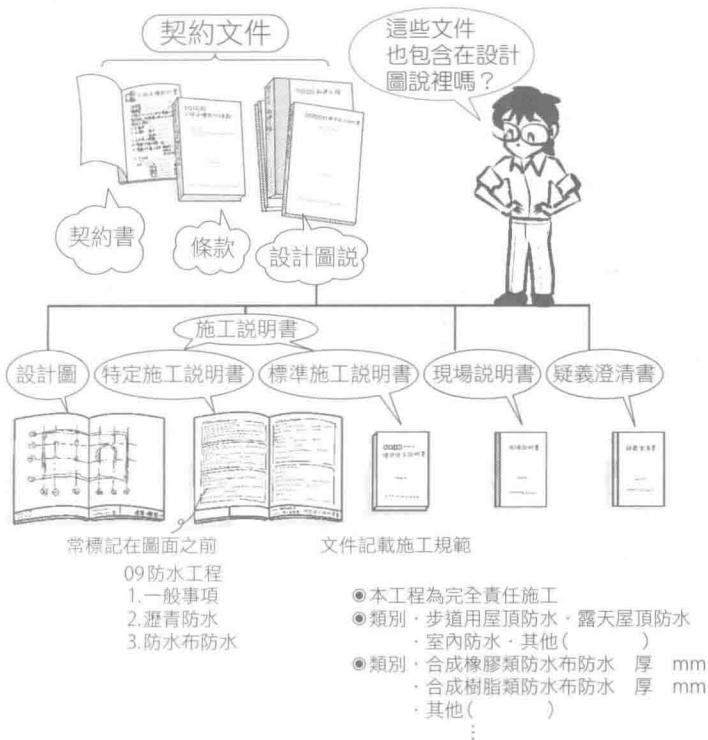 契約文件
這些文件
也包含在設計
圖說裡嗎？
契約書
條款
設計圖說
施工說明書
設計圖
特定施工說明書
標準施工說明書
現場說明書
疑義澄清書
常標記在圖面之前
文件記載施工規範
09防水工程
1.一般事項
2.瀝青防水
3.防水布防水
◉本工程為完全責任施工
◉類別．步道用屋頂防水．露天屋頂防水
．室內防水．其他(　　　　)
◉類別．合成橡膠類防水布防水　厚　mm
．合成樹脂類防水布防水　厚　mm
．其他(　　　　)
⋮